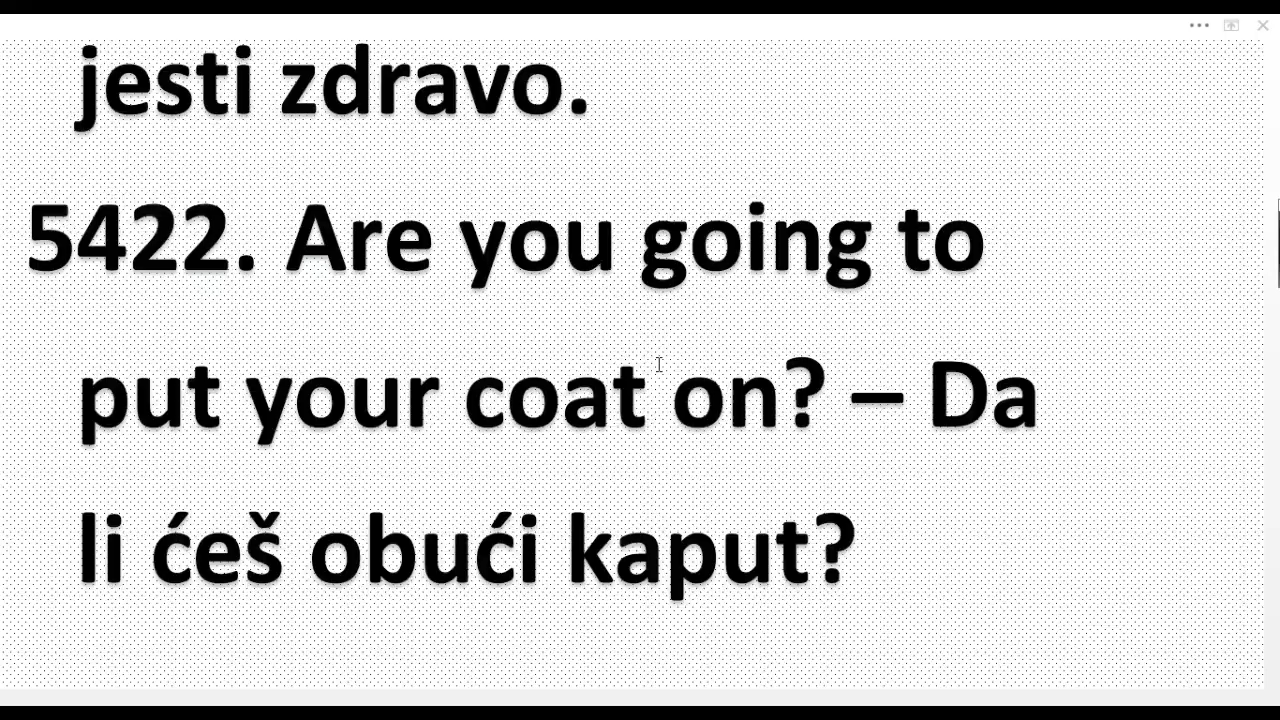 jesti zdravo.
5422. Are you going to
put your coat on? – Da
li ćeš obući kaput?